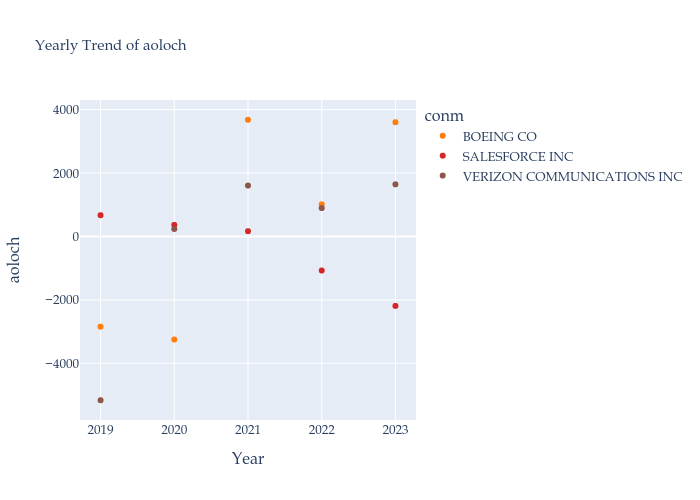 Yearly Trend of aoloch
conm
BOEING CO
SALESFORCE INC
VERIZON COMMUNICATIONS INC
aoloch
4000
2000
0
−2000
−4000
2019 2020 2021 2022 2023
Year